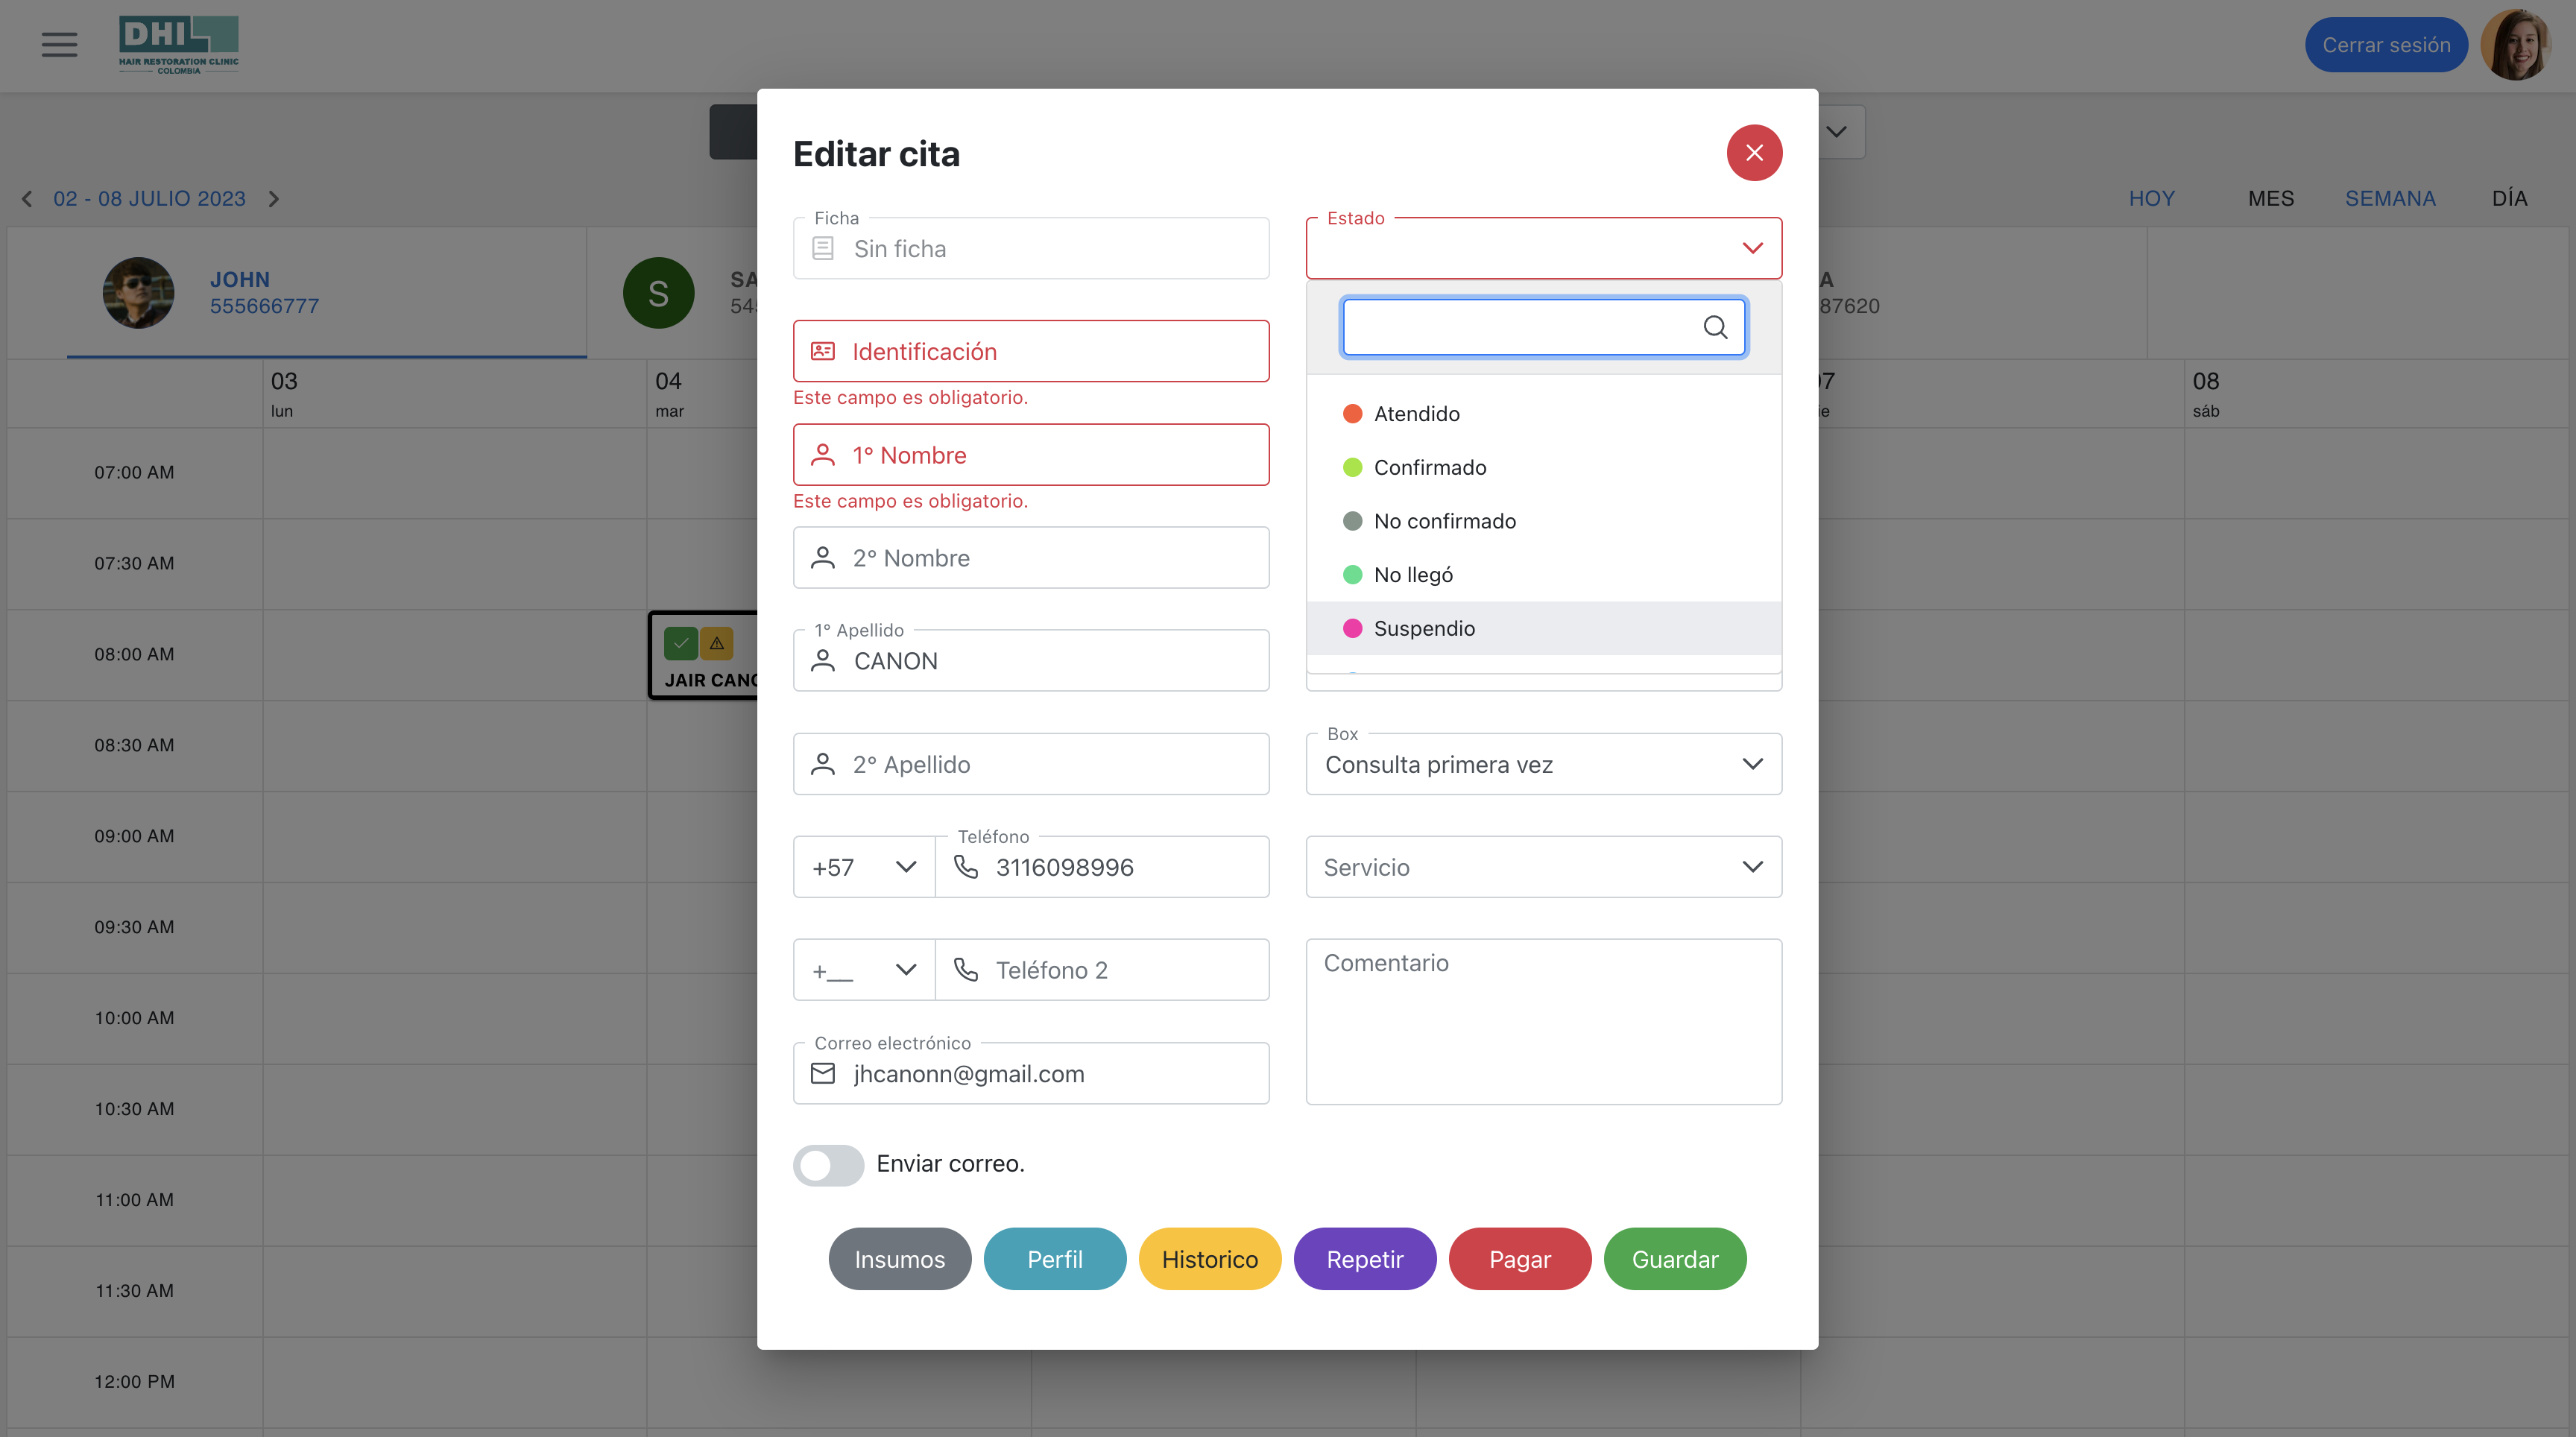 DHI
HAIR RESTORATION CLINIC
COLOMBIA
Cerrar sesión
02 - 08 JULIO 2023
HOY
MES
SEMANA
DÍA
JOHN
555666777
S
SA
545
A
87620
03
lun
04
mar
07
ie
08
sáb
07:00 AM
07:30 AM
08:00 AM
JAIR CANO
08:30 AM
09:00 AM
09:30 AM
10:00 AM
10:30 AM
11:00 AM
11:30 AM
12:00 PM
Editar cita
Ficha
Sin ficha
Identificación
Este campo es obligatorio.
1° Nombre
Este campo es obligatorio.
2° Nombre
1° Apellido
CANON
2° Apellido
+57
Teléfono
3116098996
+__
Teléfono 2
Correo electrónico
jhcanonn@gmail.com
Enviar correo.
Estado
Atendido
Confirmado
No confirmado
No llegó
Suspendio
Box
Consulta primera vez
Servicio
Comentario
Insumos
Perfil
Historico
Repetir
Pagar
Guardar